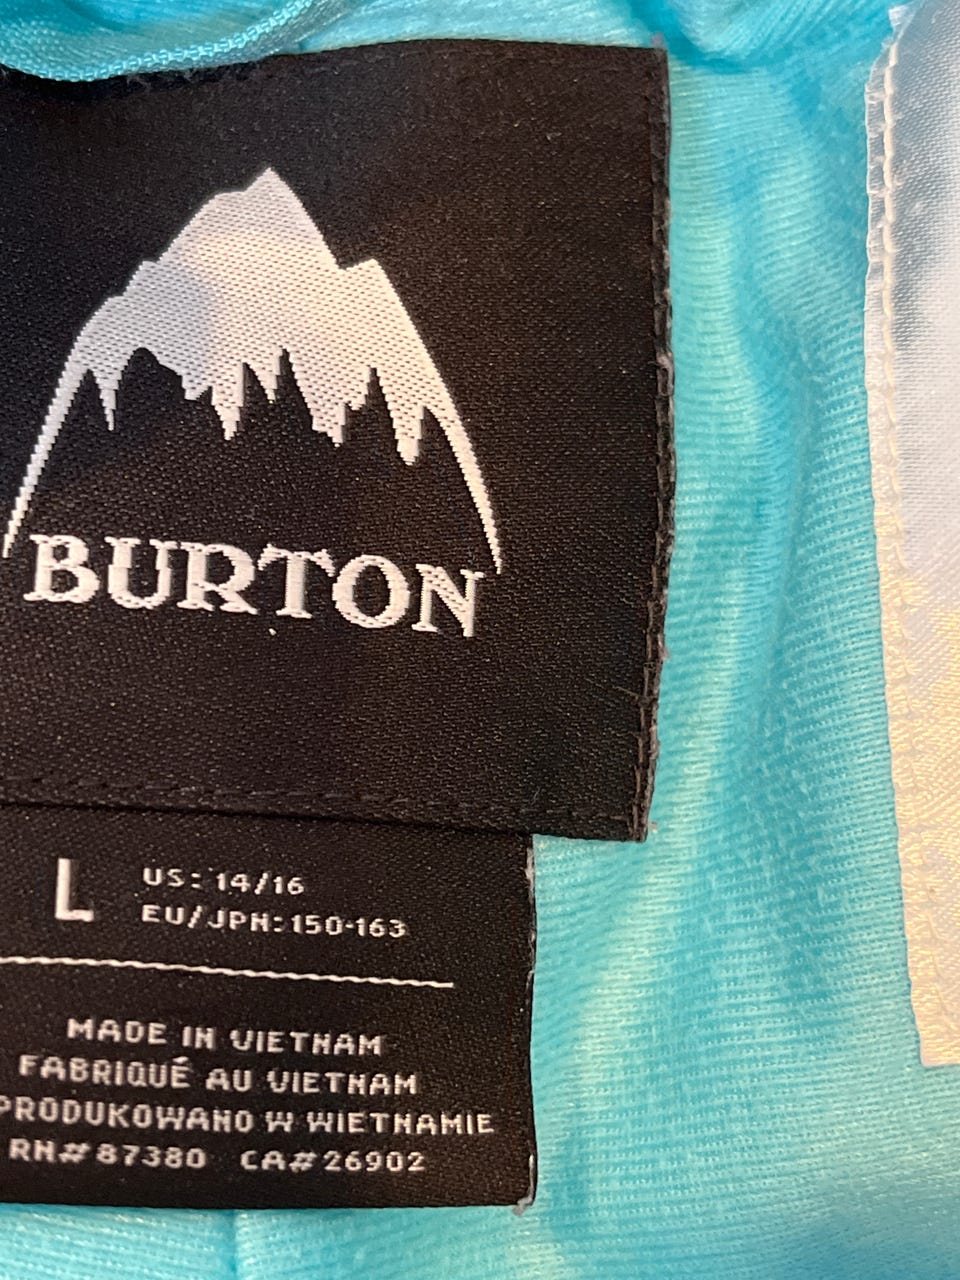 BURTON
L
US: 14/16
EU/JPN:150-163
MADE IN VIETNAM
FABRIQUÉ AU VIETNAM
PRODUKOWANO W WIETNAMIE
RN# 87380 CA# 26902